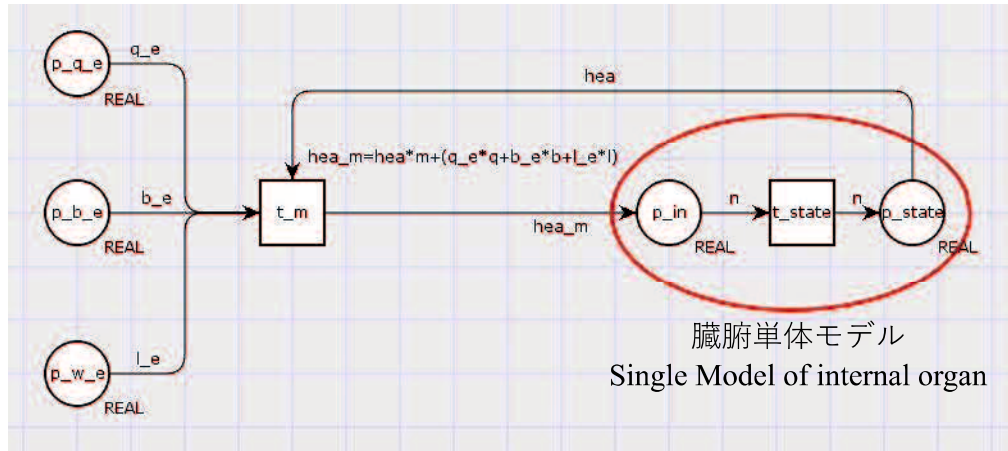 q_e
p_q_e
REAL
hea
hea_m=hea*m+(q_e*q+b_e*b+l_e*l)
b_e
p_b_e
REAL
t_m
hea_m
p_in
REAL
n
t_state
n
p_state
REAL
l_e
p_w_e
REAL
臓腑単体モデル
Single Model of internal organ